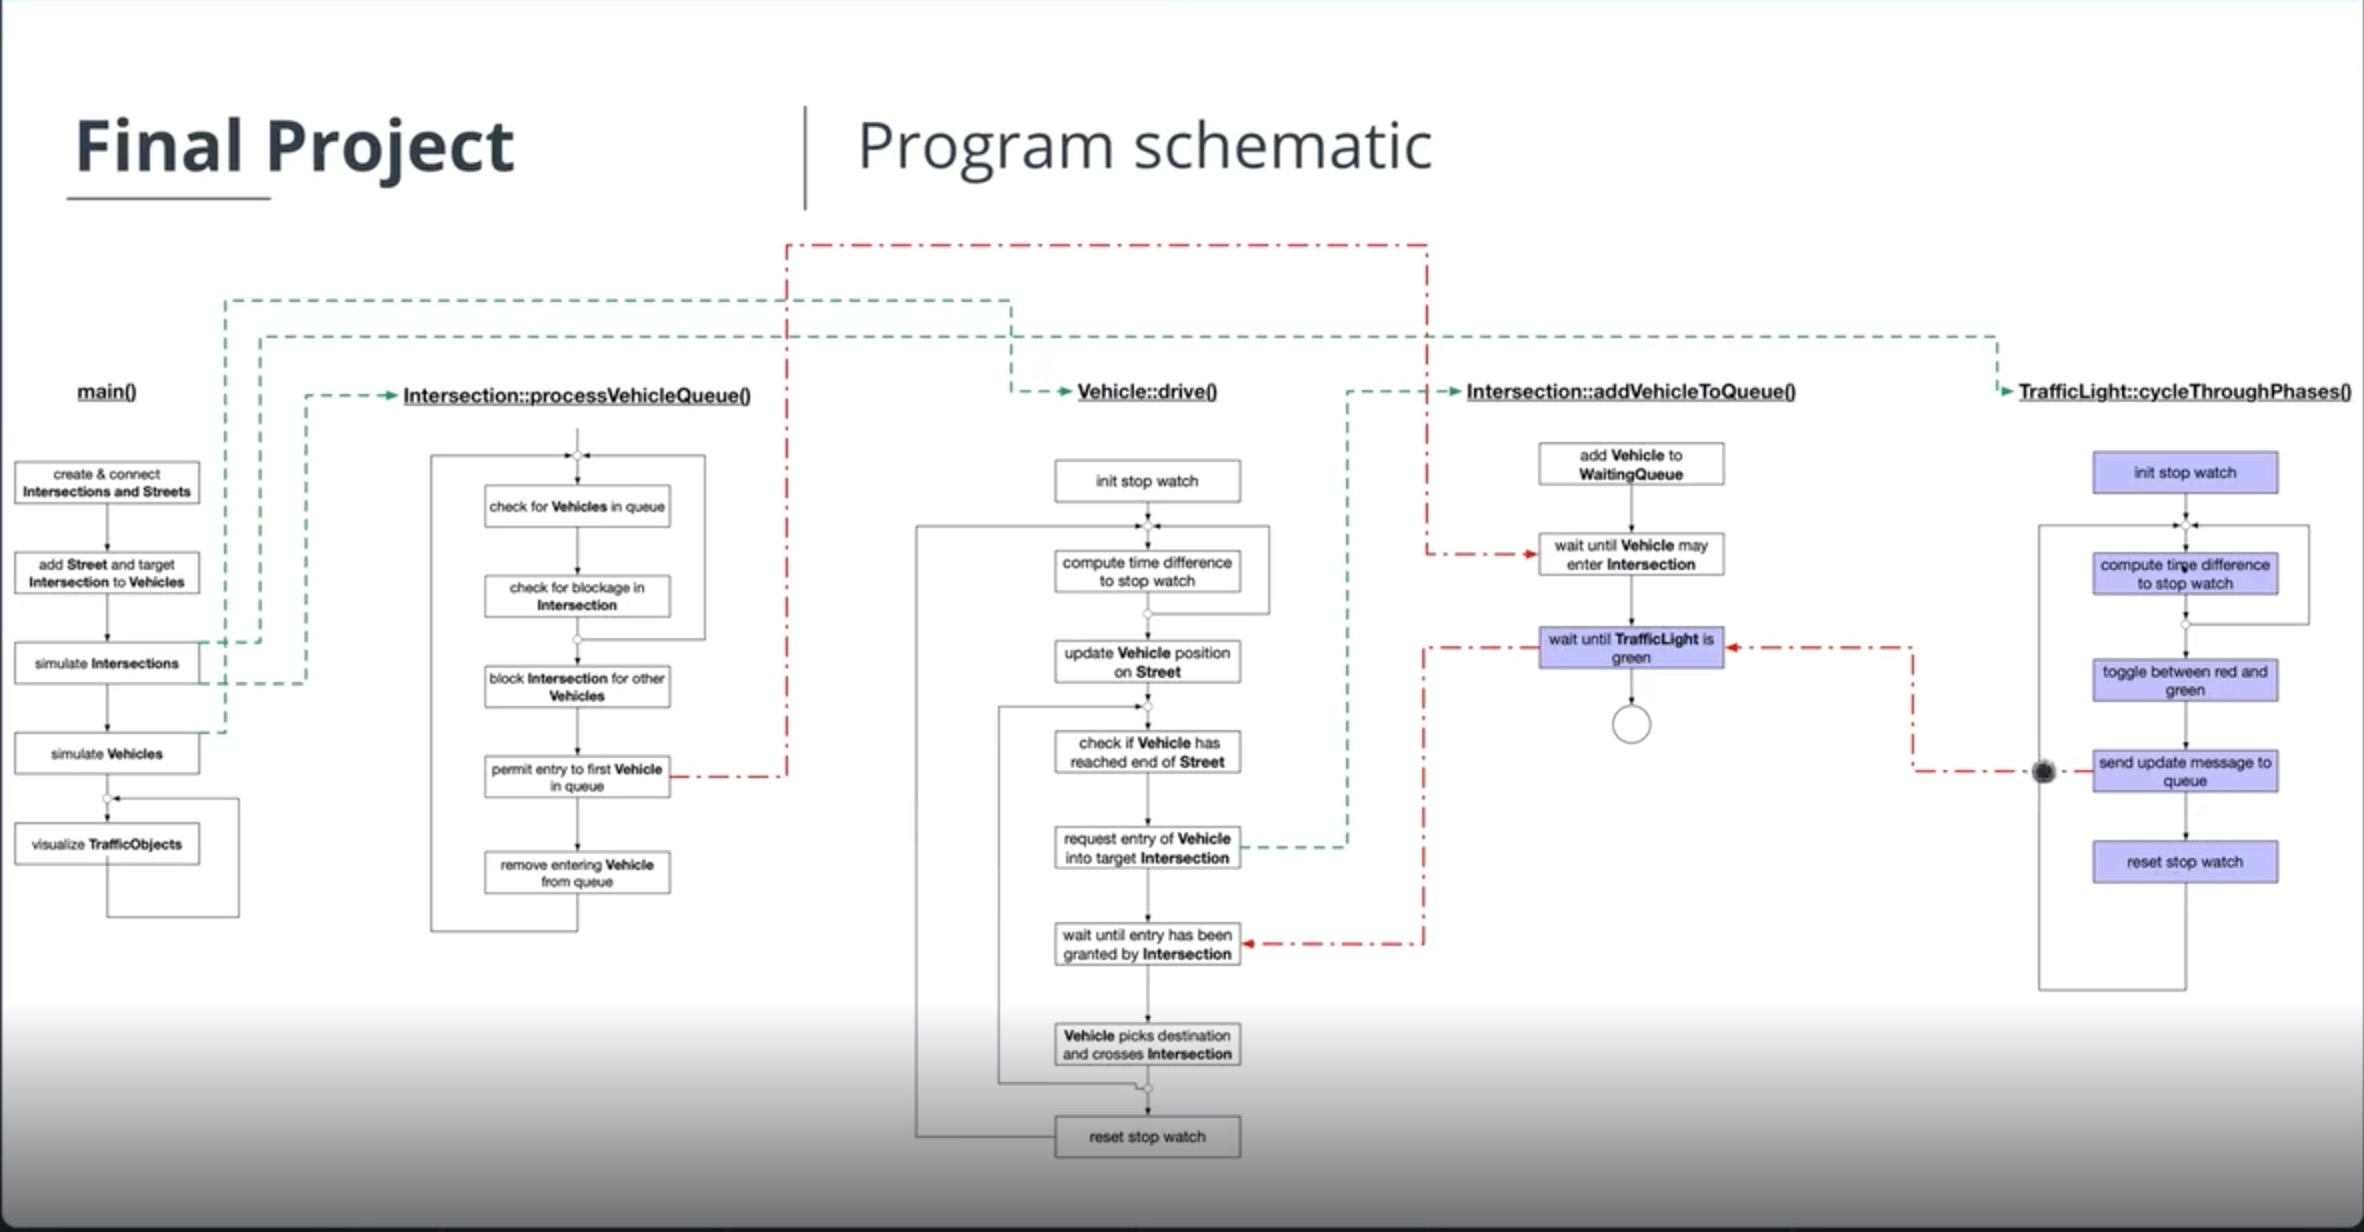 Final Project
Program schematic
main()
create & connect
Intersections and Streets
add Street and target
Intersection to Vehicles
simulate Intersections
simulate Vehicles
visualize TrafficObjects
Intersection::processVehicleQueue()
check for Vehicles in queue
check for blockage in
Intersection
block Intersection for other
Vehicles
permit entry to first Vehicle
in queue
remove entering Vehicle
from queue
Vehicle::drive()
init stop watch
compute time difference
to stop watch
update Vehicle position
on Street
check if Vehicle has
reached end of Street
request entry of Vehicle
into target Intersection
wait until entry has been
granted by Intersection
Vehicle picks destination
and crosses Intersection
reset stop watch
Intersection::addVehicleToQueue()
add Vehicle to
WaitingQueue
wait until Vehicle may
enter Intersection
wait until TrafficLight is
green
TrafficLight::cycleThroughPhases()
init stop watch
compute time difference
to stop watch
toggle between red and
green
send update message to
queue
reset stop watch